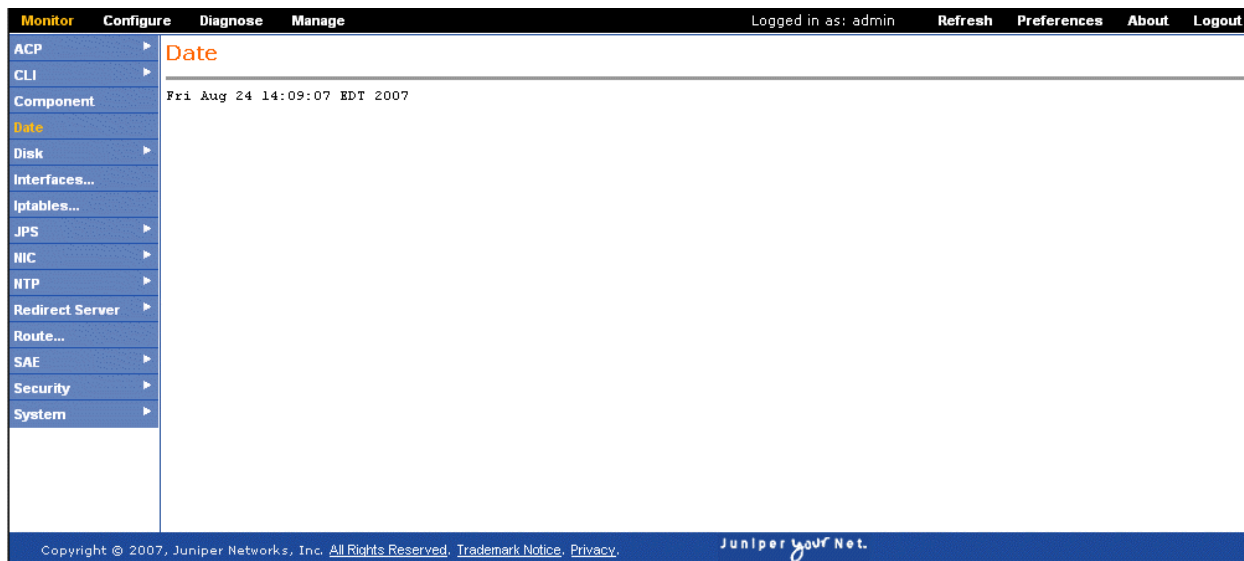 Monitor Configure Diagnose Manage Logged in as: admin Refresh Preferences About Logout
ACP
CLI
Component
Date
Disk
Interfaces...
Iptables...
JPS
NIC
NTP
Redirect Server
Route...
SAE
Security
System
Date
Fri Aug 24 14:09:07 EDT 2007
Copyright © 2007, Juniper Networks, Inc. All Rights Reserved. Trademark Notice. Privacy.
Juniper your Net.